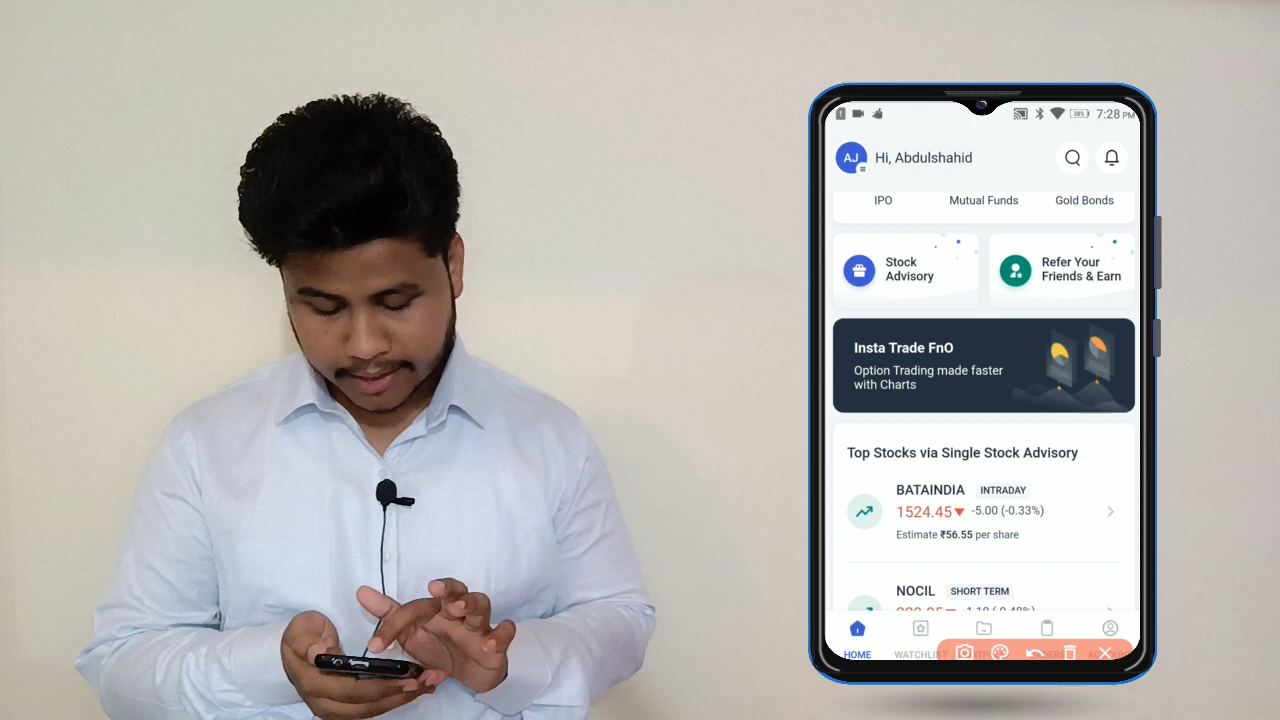 38% 7:28 PM
AJ Hi, Abdulshahid
IPO Mutual Funds Gold Bonds
Stock
Advisory
Refer Your
Friends & Earn
Insta Trade FnO
Option Trading made faster
with Charts
Top Stocks via Single Stock Advisory
BATAINDIA INTRADAY
1524.45 -5.00 (-0.33%)
Estimate ₹56.55 per share
NOCIL SHORT TERM
HOME WATCHLIST